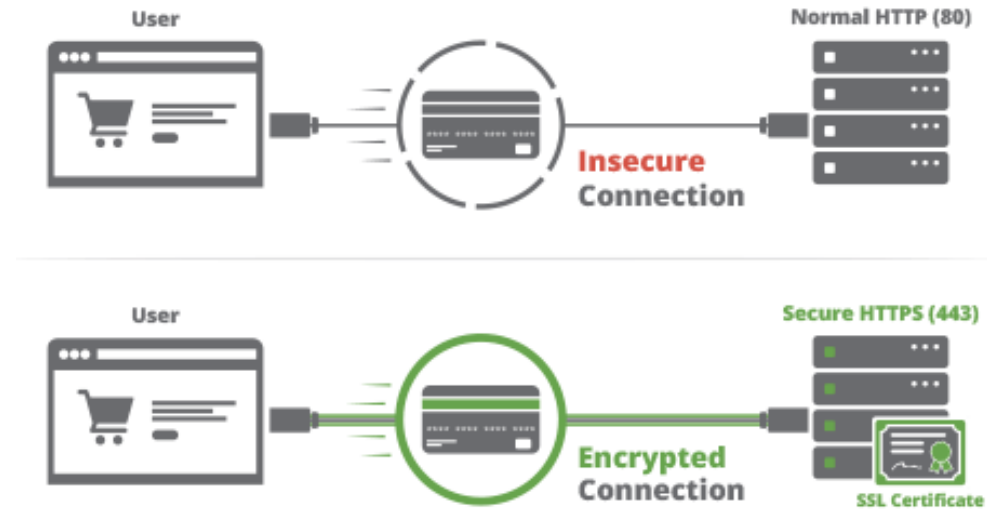 User
Normal HTTP (80)
Insecure
Connection
User
Secure HTTPS (443)
Encrypted
Connection
SSL Certificate